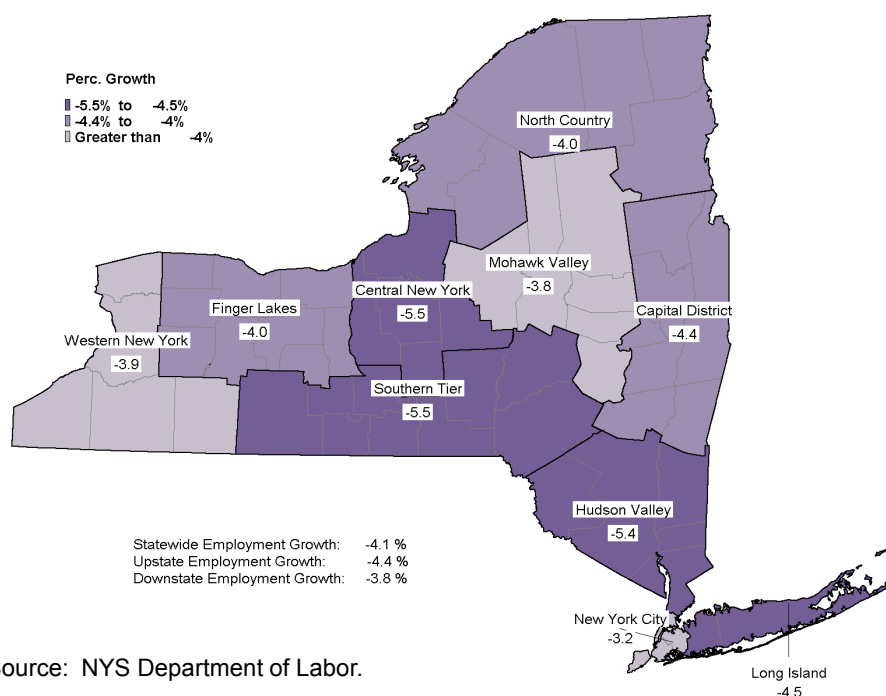 Perc. Growth
-5.5% to -4.5%
-4.4% to -4%
Greater than -4%
North Country
-4.0
Mohawk Valley
-3.8
Central New York
-5.5
Finger Lakes
-4.0
Capital District
-4.4
Western New York
-3.9
Southern Tier
-5.5
Hudson Valley
-5.4
Statewide Employment Growth: -4.1 %
Upstate Employment Growth: -4.4 %
Downstate Employment Growth: -3.8 %
New York City
-3.2
Long Island
-4.5
ource: NYS Department of Labor.